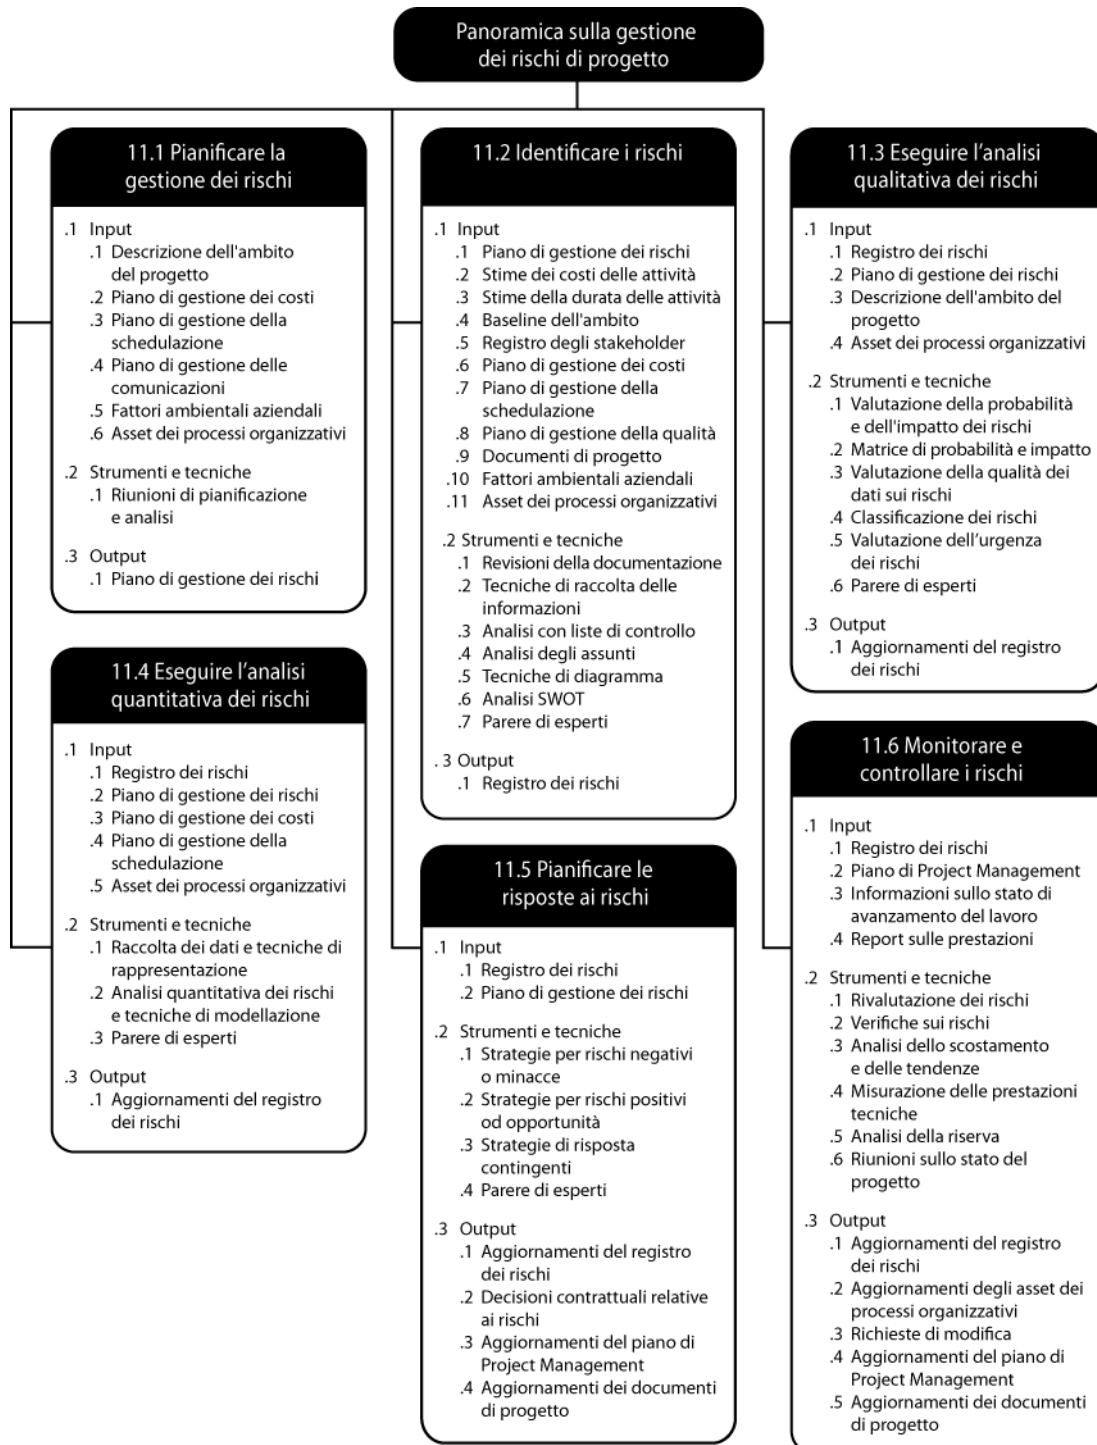 Panoramica sulla gestione
dei rischi di progetto
11.1 Pianificare la
gestione dei rischi
.1 Input
.1 Descrizione dell'ambito
del progetto
.2 Piano di gestione dei costi
.3 Piano di gestione della
schedulazione
.4 Piano di gestione delle
comunicazioni
.5 Fattori ambientali aziendali
.6 Asset dei processi organizzativi
.2 Strumenti e tecniche
.1 Riunioni di pianificazione
e analisi
.3 Output
.1 Piano di gestione dei rischi
11.2 Identificare i rischi
.1 Input
.1 Piano di gestione dei rischi
.2 Stime dei costi delle attività
.3 Stime della durata delle attività
.4 Baseline dell'ambito
.5 Registro degli stakeholder
.6 Piano di gestione dei costi
.7 Piano di gestione della
schedulazione
.8 Piano di gestione della qualità
.9 Documenti di progetto
.10 Fattori ambientali aziendali
.11 Asset dei processi organizzativi
.2 Strumenti e tecniche
.1 Revisioni della documentazione
.2 Tecniche di raccolta delle
informazioni
.3 Analisi con liste di controllo
.4 Analisi degli assunti
.5 Tecniche di diagramma
.6 Analisi SWOT
.7 Parere di esperti
. 3 Output
.1 Registro dei rischi
11.3 Eseguire l’analisi
qualitativa dei rischi
.1 Input
.1 Registro dei rischi
.2 Piano di gestione dei rischi
.3 Descrizione dell'ambito del
progetto
.4 Asset dei processi organizzativi
.2 Strumenti e tecniche
.1 Valutazione della probabilità
e dell'impatto dei rischi
.2 Matrice di probabilità e impatto
.3 Valutazione della qualità dei
dati sui rischi
.4 Classificazione dei rischi
.5 Valutazione dell’urgenza
dei rischi
.6 Parere di esperti
.3 Output
.1 Aggiornamenti del registro
dei rischi
11.4 Eseguire l’analisi
quantitativa dei rischi
.1 Input
.1 Registro dei rischi
.2 Piano di gestione dei rischi
.3 Piano di gestione dei costi
.4 Piano di gestione della
schedulazione
.5 Asset dei processi organizzativi
.2 Strumenti e tecniche
.1 Raccolta dei dati e tecniche di
rappresentazione
.2 Analisi quantitativa dei rischi
e tecniche di modellazione
.3 Parere di esperti
.3 Output
.1 Aggiornamenti del registro
dei rischi
11.5 Pianificare le
risposte ai rischi
.1 Input
.1 Registro dei rischi
.2 Piano di gestione dei rischi
.2 Strumenti e tecniche
.1 Strategie per rischi negativi
o minacce
.2 Strategie per rischi positivi
od opportunità
.3 Strategie di risposta
contingenti
.4 Parere di esperti
.3 Output
.1 Aggiornamenti del registro
dei rischi
.2 Decisioni contrattuali relative
ai rischi
.3 Aggiornamenti del piano di
Project Management
.4 Aggiornamenti dei documenti
di progetto
11.6 Monitorare e
controllare i rischi
.1 Input
.1 Registro dei rischi
.2 Piano di Project Management
.3 Informazioni sullo stato di
avanzamento del lavoro
.4 Report sulle prestazioni
.2 Strumenti e tecniche
.1 Rivalutazione dei rischi
.2 Verifiche sui rischi
.3 Analisi dello scostamento
e delle tendenze
.4 Misurazione delle prestazioni
tecniche
.5 Analisi della riserva
.6 Riunioni sullo stato del
progetto
.3 Output
.1 Aggiornamenti del registro
dei rischi
.2 Aggiornamenti degli asset dei
processi organizzativi
.3 Richieste di modifica
.4 Aggiornamenti del piano di
Project Management
.5 Aggiornamenti dei documenti
di progetto